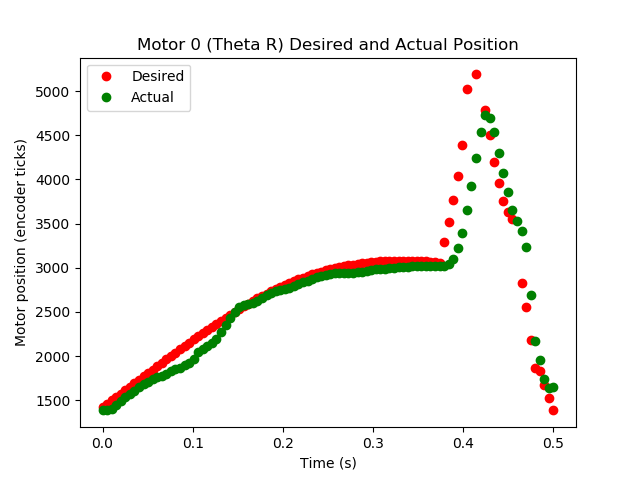 Motor 0 (Theta R) Desired and Actual Position
Desired
Actual
5000
4500
4000
3500
3000
2500
2000
1500
Motor position (encoder ticks)
0.0 0.1 0.2 0.3 0.4 0.5
Time (s)